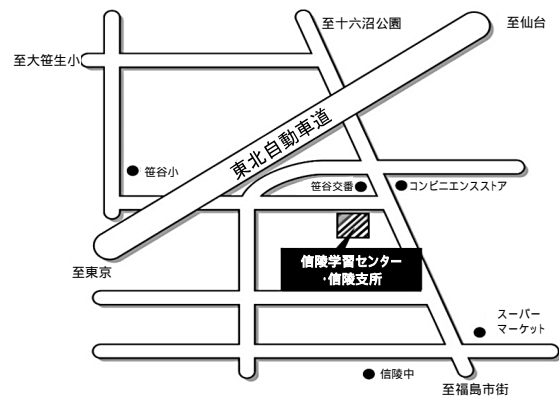 至十六沼公園
至仙台
至大笹生小
東北自動車道
笹谷小
笹谷交番
コンビニエンスストア
信陵学習センター
・信陵支所
至東京
スーパー
マーケット
信陵中
至福島市街